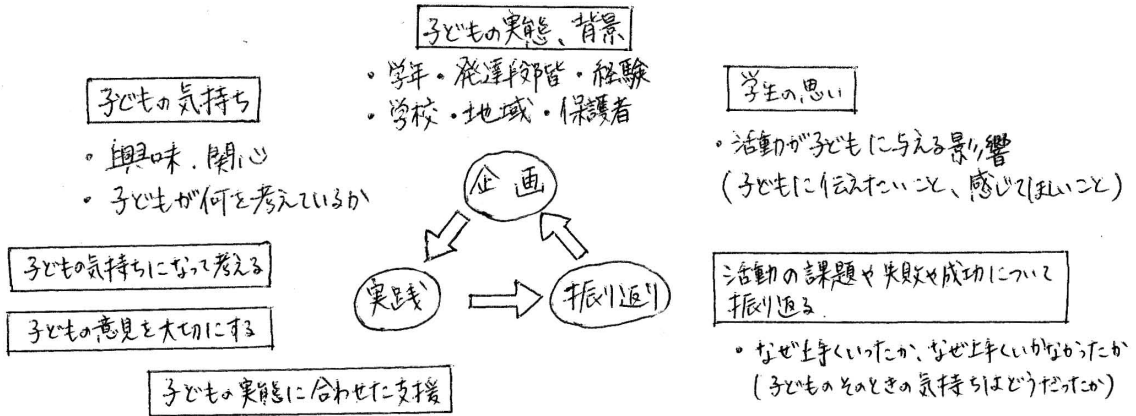 子どもの実態、背景
・学年・発達段階・経験
・学校・地域・保護者
子どもの気持ち
・興味、関心
・子どもが何を考えているか
学生の思い
・活動が子どもに与える影響
(子どもに伝えたいこと、感じてほしいこと)
企画
実践
振り返り
子どもの気持ちになって考える
子どもの意見を大切にする
子どもの実態に合わせた支援
活動の課題や失敗や成功について
振り返る
・なぜ上手くいったか、なぜ上手くいかなかったか
(子どものそのときの気持ちはどうだったか)